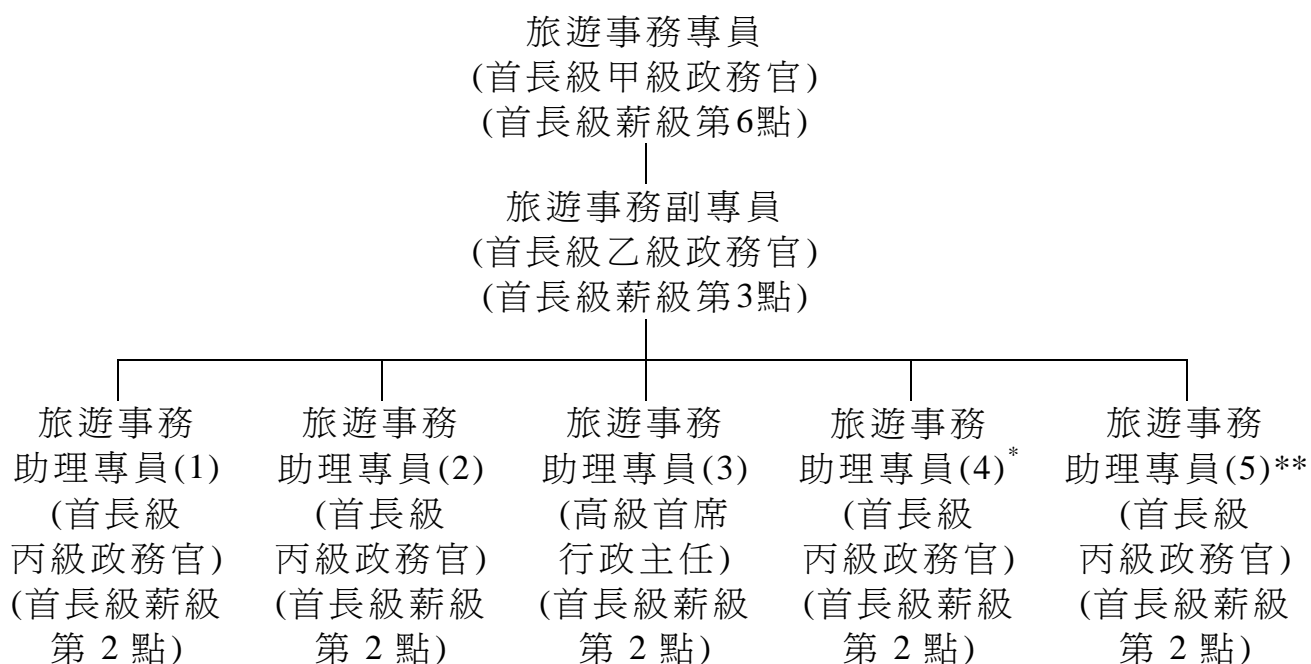 旅遊事務專員
(首長級甲級政務官)
(首長級薪級第6點)
旅遊事務副專員
(首長級乙級政務官)
(首長級薪級第3點)
旅遊事務
助理專員(1)
(首長級
丙級政務官)
(首長級薪級
第 2 點)
旅遊事務
助理專員(2)
(首長級
丙級政務官)
(首長級薪級
第 2 點)
旅遊事務
助理專員(3)
(高級首席
行政主任)
(首長級薪級
第 2 點)
旅遊事務
助理專員(4)*
(首長級
丙級政務官)
(首長級薪級
第 2 點)
旅遊事務
助理專員(5)**
(首長級
丙級政務官)
(首長級薪級
第 2 點)